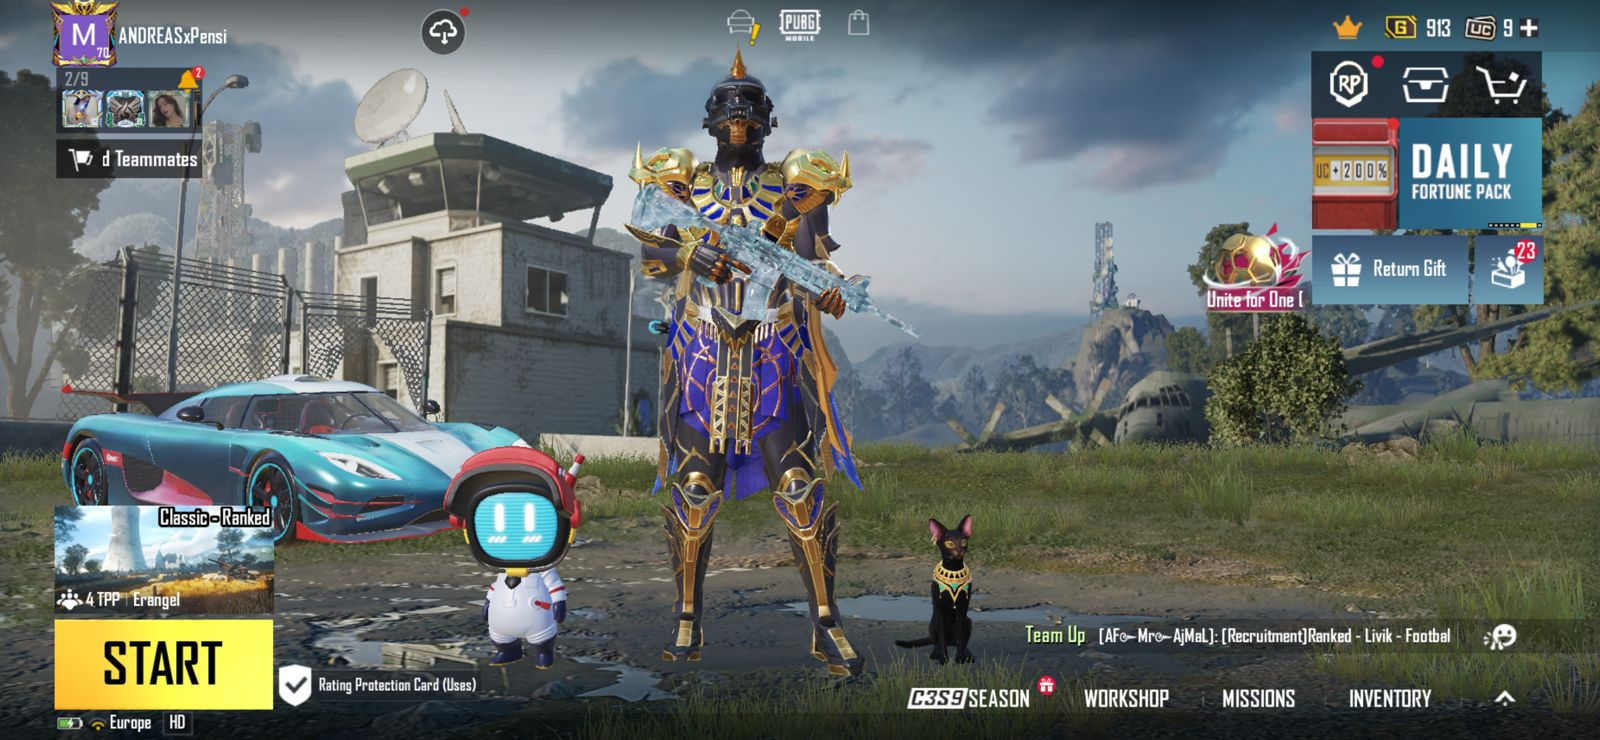 M
70
ANDREASxPensi
2/9
2
d Teammates
PUBG
MOBILE
G 913
UC 9 +
RP
UC+200%
DAILY
FORTUNE PACK
Return Gift
23
Unite for One (
Classic - Ranked
4 TPP | Erangel
START
Rating Protection Card (Uses)
Europe HD
Team Up [AF๛Mr๛AjMaL]: [Recruitment]Ranked - Livik - Footbal
C3S9/SEASON
WORKSHOP
MISSIONS
INVENTORY